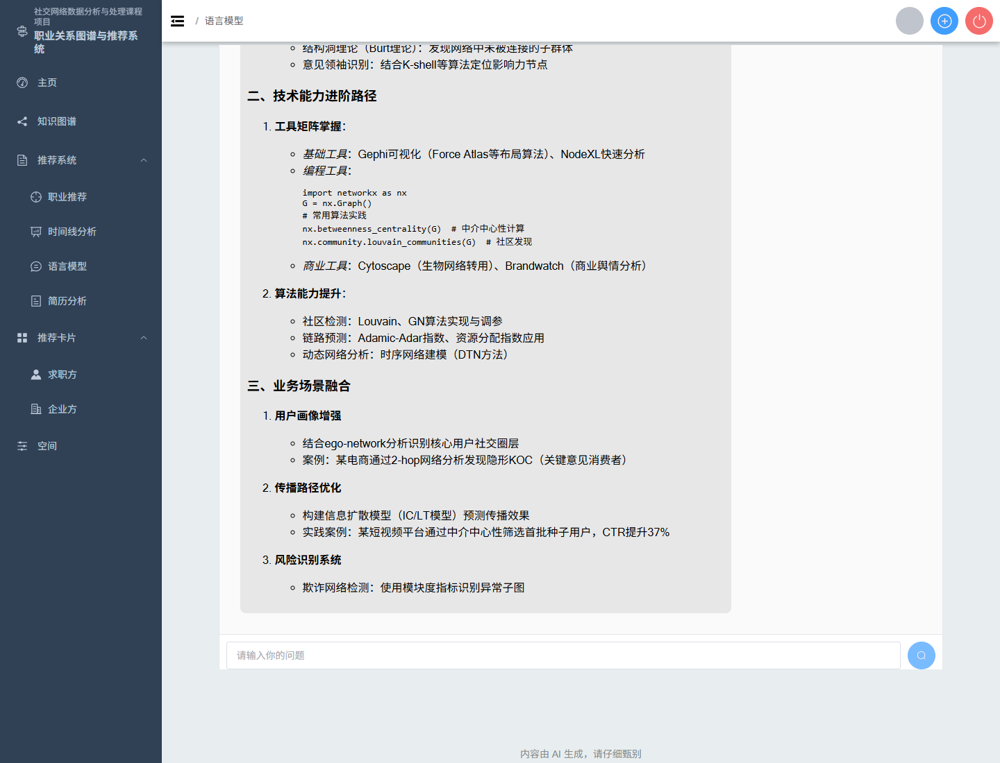 社交网络数据分析与处理课程
项目
职业关系图谱与推荐系
统
主页
知识图谱
推荐系统
职业推荐
时间线分析
语言模型
简历分析
推荐卡片
求职方
企业方
空间
/ 语言模型
结构洞理论（Burt理论）：发现网络中未被连接的子群体
意见领袖识别：结合K-shell等算法定位影响力节点
二、技术能力进阶路径
1. 工具矩阵掌握：
基础工具：Gephi可视化（Force Atlas等布局算法）、NodeXL快速分析
编程工具：
import networkx as nx
G = nx.Graph()
# 常用算法实践
nx.betweenness_centrality(G)  # 中介中心性计算
nx.community.louvain_communities(G)  # 社区发现
商业工具：Cytoscape（生物网络转用）、Brandwatch（商业舆情分析）
2. 算法能力提升：
社区检测：Louvain、GN算法实现与调参
链路预测：Adamic-Adar指数、资源分配指数应用
动态网络分析：时序网络建模（DTN方法）
三、业务场景融合
1. 用户画像增强
结合ego-network分析识别核心用户社交圈层
案例：某电商通过2-hop网络分析发现隐形KOC（关键意见消费者）
2. 传播路径优化
构建信息扩散模型（IC/LT模型）预测传播效果
实践案例：某短视频平台通过中介中心性筛选首批种子用户，CTR提升37%
3. 风险识别系统
欺诈网络检测：使用模块度指标识别异常子图
请输入你的问题
内容由 AI 生成，请仔细甄别